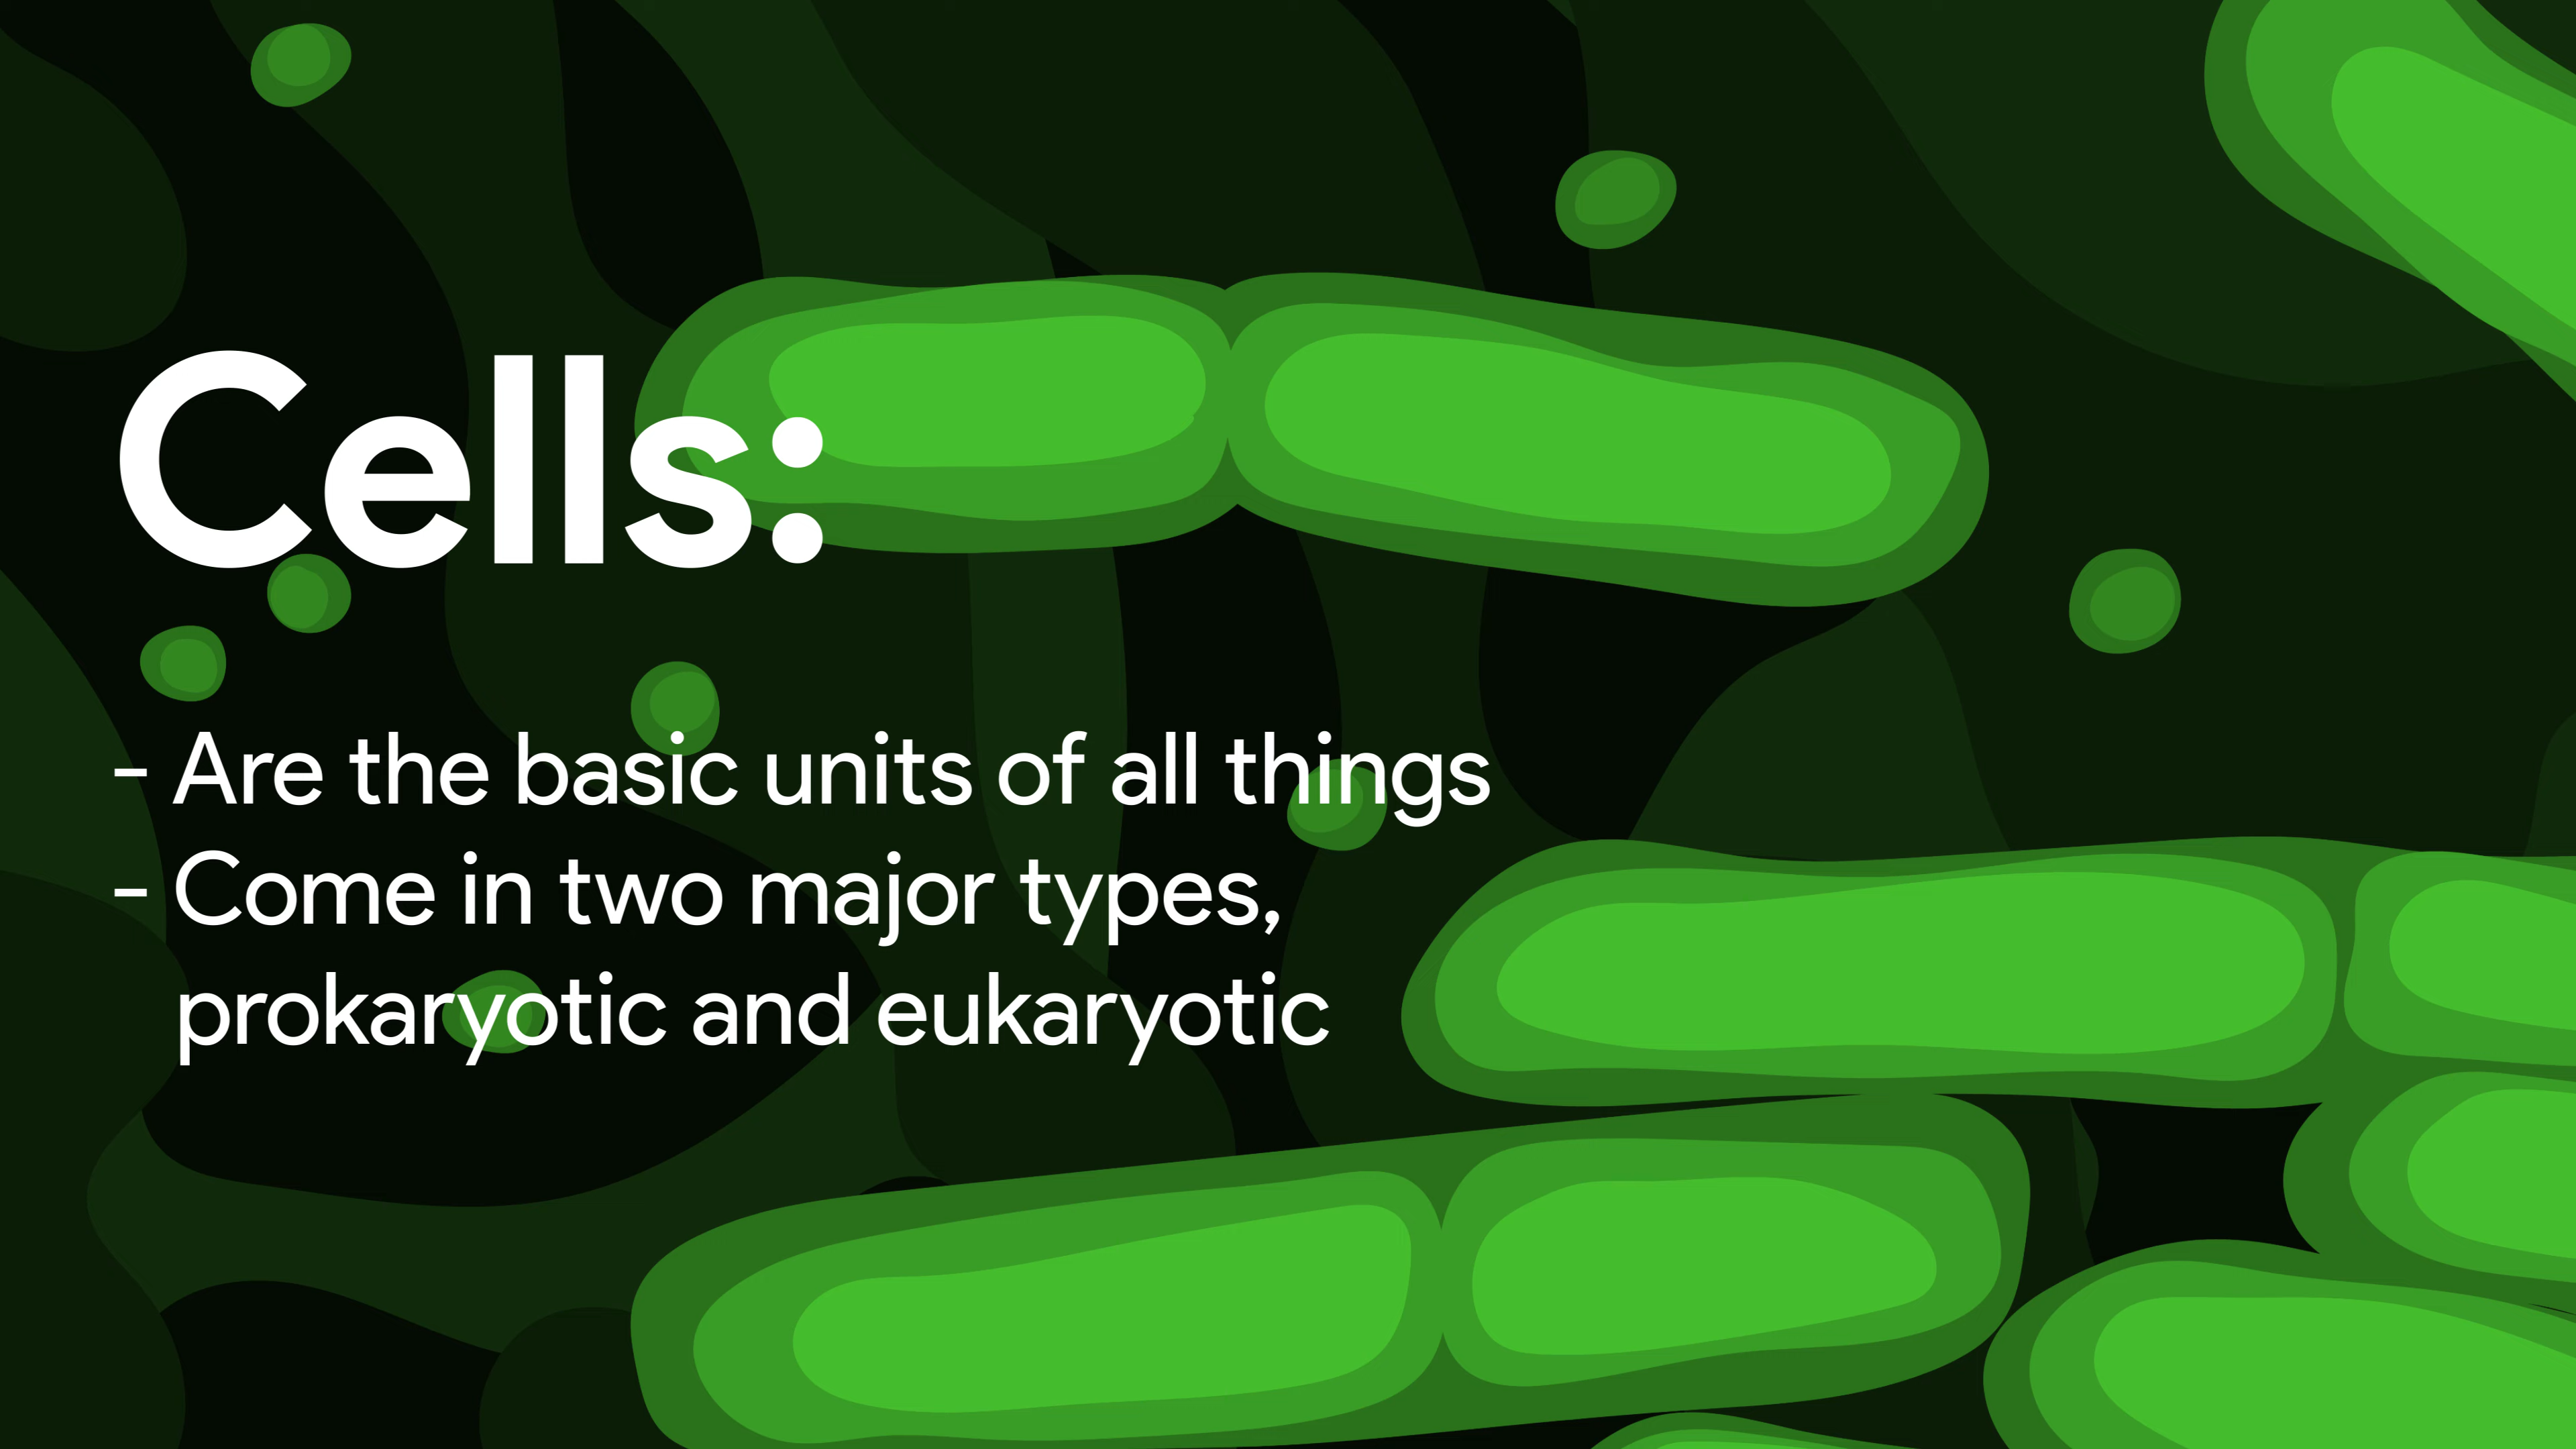 Cells:
- Are the basic units of all things
- Come in two major types,
prokaryotic and eukaryotic